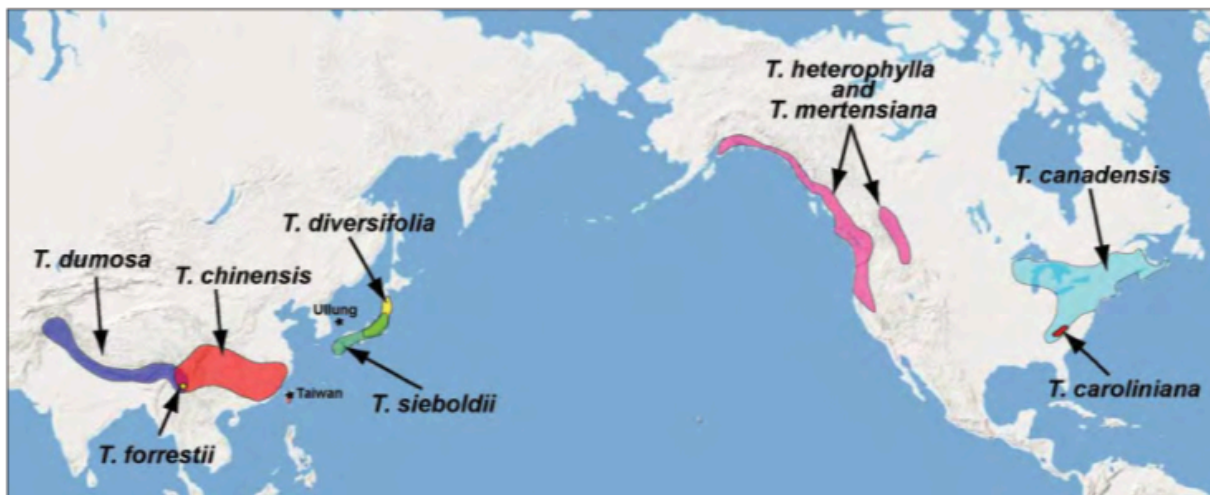 T. heterophylla
and
T. mertensiana
T. canadensis
T. diversifolia
T. dumosa
T. chinensis
Ullung
Taiwan
T. sieboldii
T. caroliniana
T. forrestii